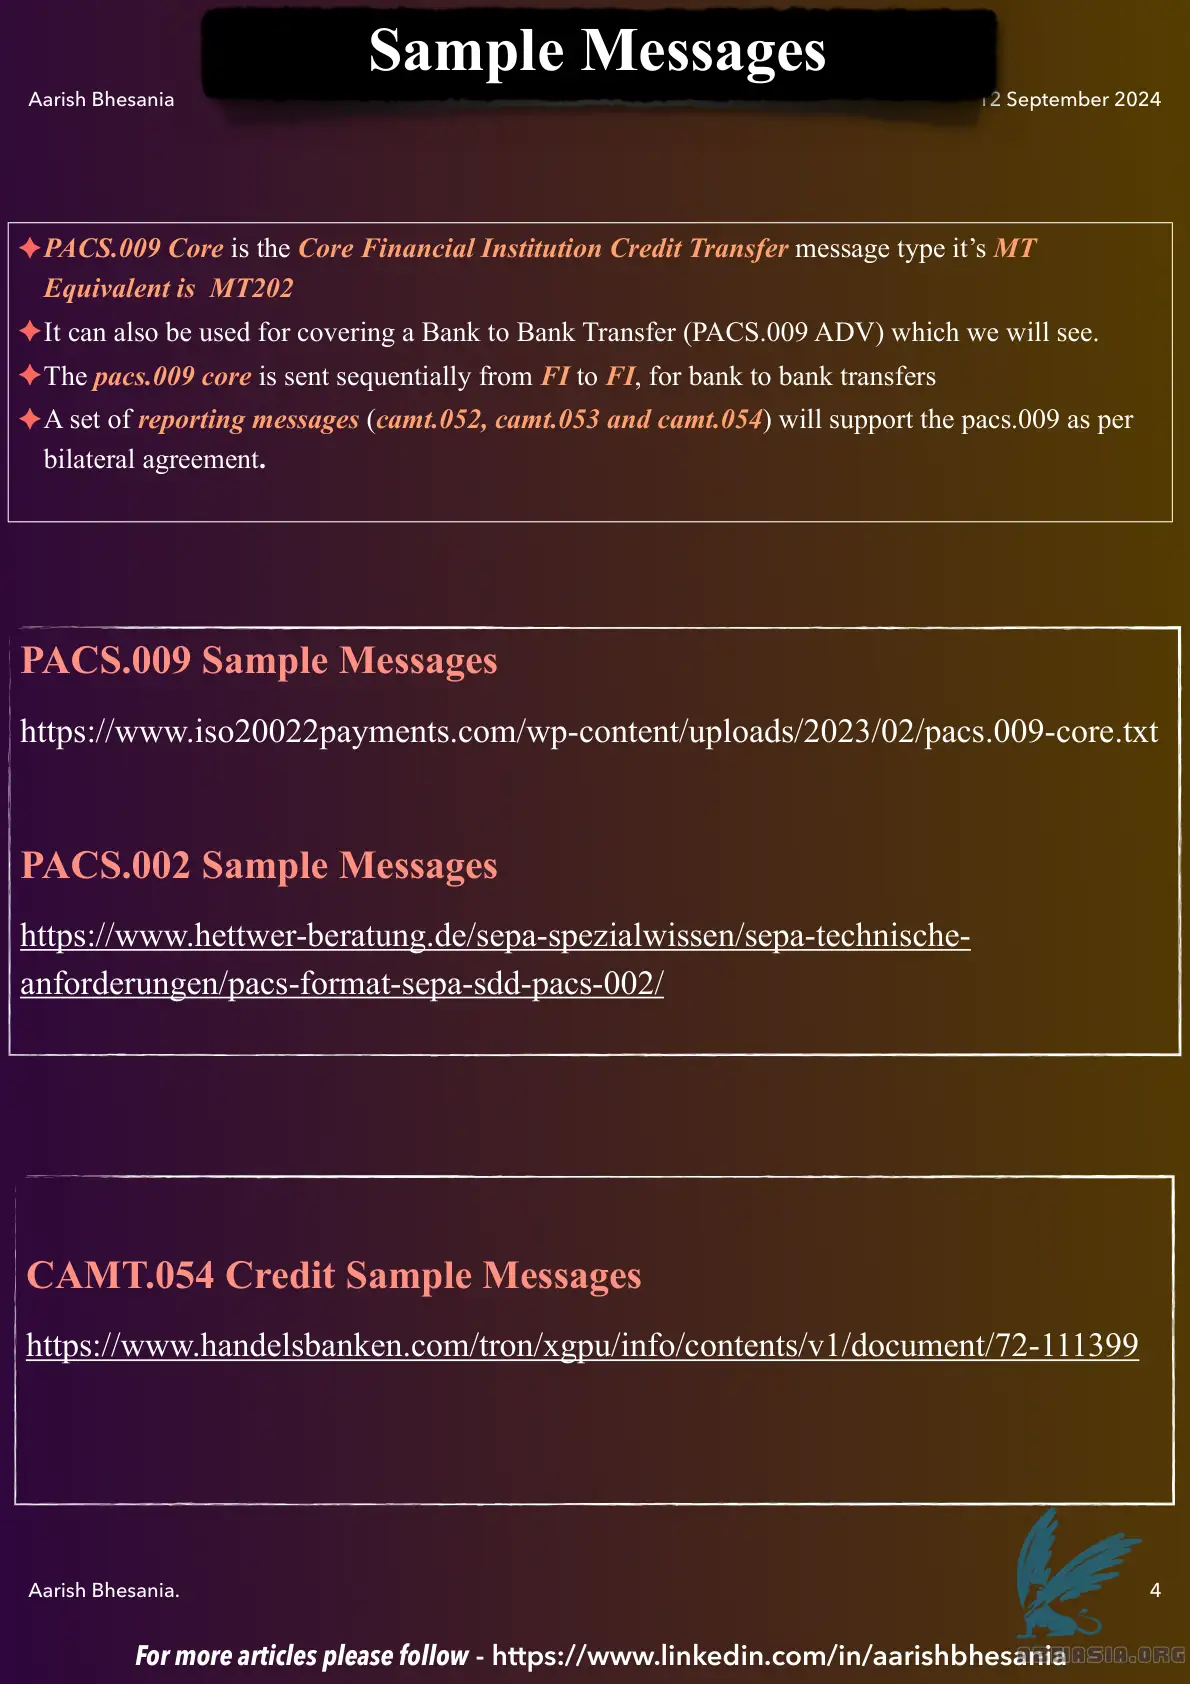 Sample Messages
Aarish Bhesania
12 September 2024
PACS.009 Core is the Core Financial Institution Credit Transfer message type it’s MT
Equivalent is MT202
It can also be used for covering a Bank to Bank Transfer (PACS.009 ADV) which we will see.
The pacs.009 core is sent sequentially from FI to FI, for bank to bank transfers
A set of reporting messages (camt.052, camt.053 and camt.054) will support the pacs.009 as per
bilateral agreement.
PACS.009 Sample Messages
https://www.iso20022payments.com/wp-content/uploads/2023/02/pacs.009-core.txt
PACS.002 Sample Messages
https://www.hettwer-beratung.de/sepa-spezialwissen/sepa-technische-
anforderungen/pacs-format-sepa-sdd-pacs-002/
CAMT.054 Credit Sample Messages
https://www.handelsbanken.com/tron/xgpu/info/contents/v1/document/72-111399
Aarish Bhesania.
4
For more articles please follow - https://www.linkedin.com/in/aarishbhesania